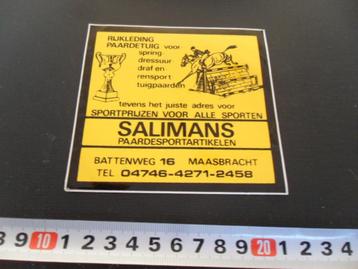 RIJKLEDING
PAARDETUIG voor
spring-
dressuur
draf en
rensport
tuigpaarden
tevens het juiste adres voor
SPORTPRIJZEN VOOR ALLE SPORTEN
SALIMANS
PAARDESPORTARTIKELEN
BATTENWEG 16 MAASBRACHT
TEL 04746-4271-2458
8 9 10 1 2 3 4 5 6 7 8 9 20 1 2 3 4